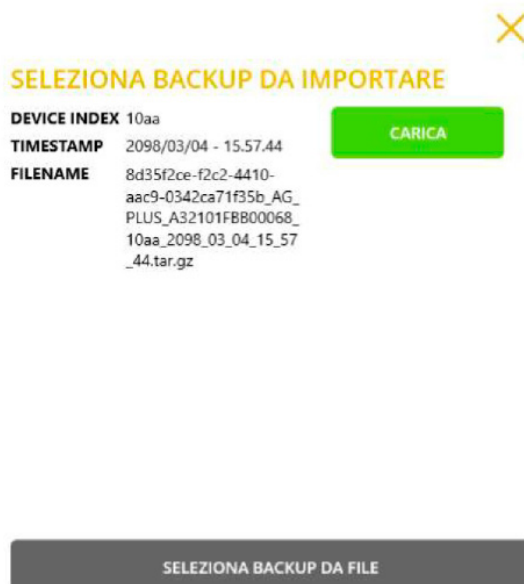 SELEZIONA BACKUP DA IMPORTARE
DEVICE INDEX 10aa
CARICA
TIMESTAMP 2098/03/04 - 15.57.44
FILENAME 8d35f2ce-f2c2-4410-
aac9-0342ca71f35b_AG_
PLUS_A32101FBB00068_
10aa_2098_03_04_15_57
_44.tar.gz
SELEZIONA BACKUP DA FILE